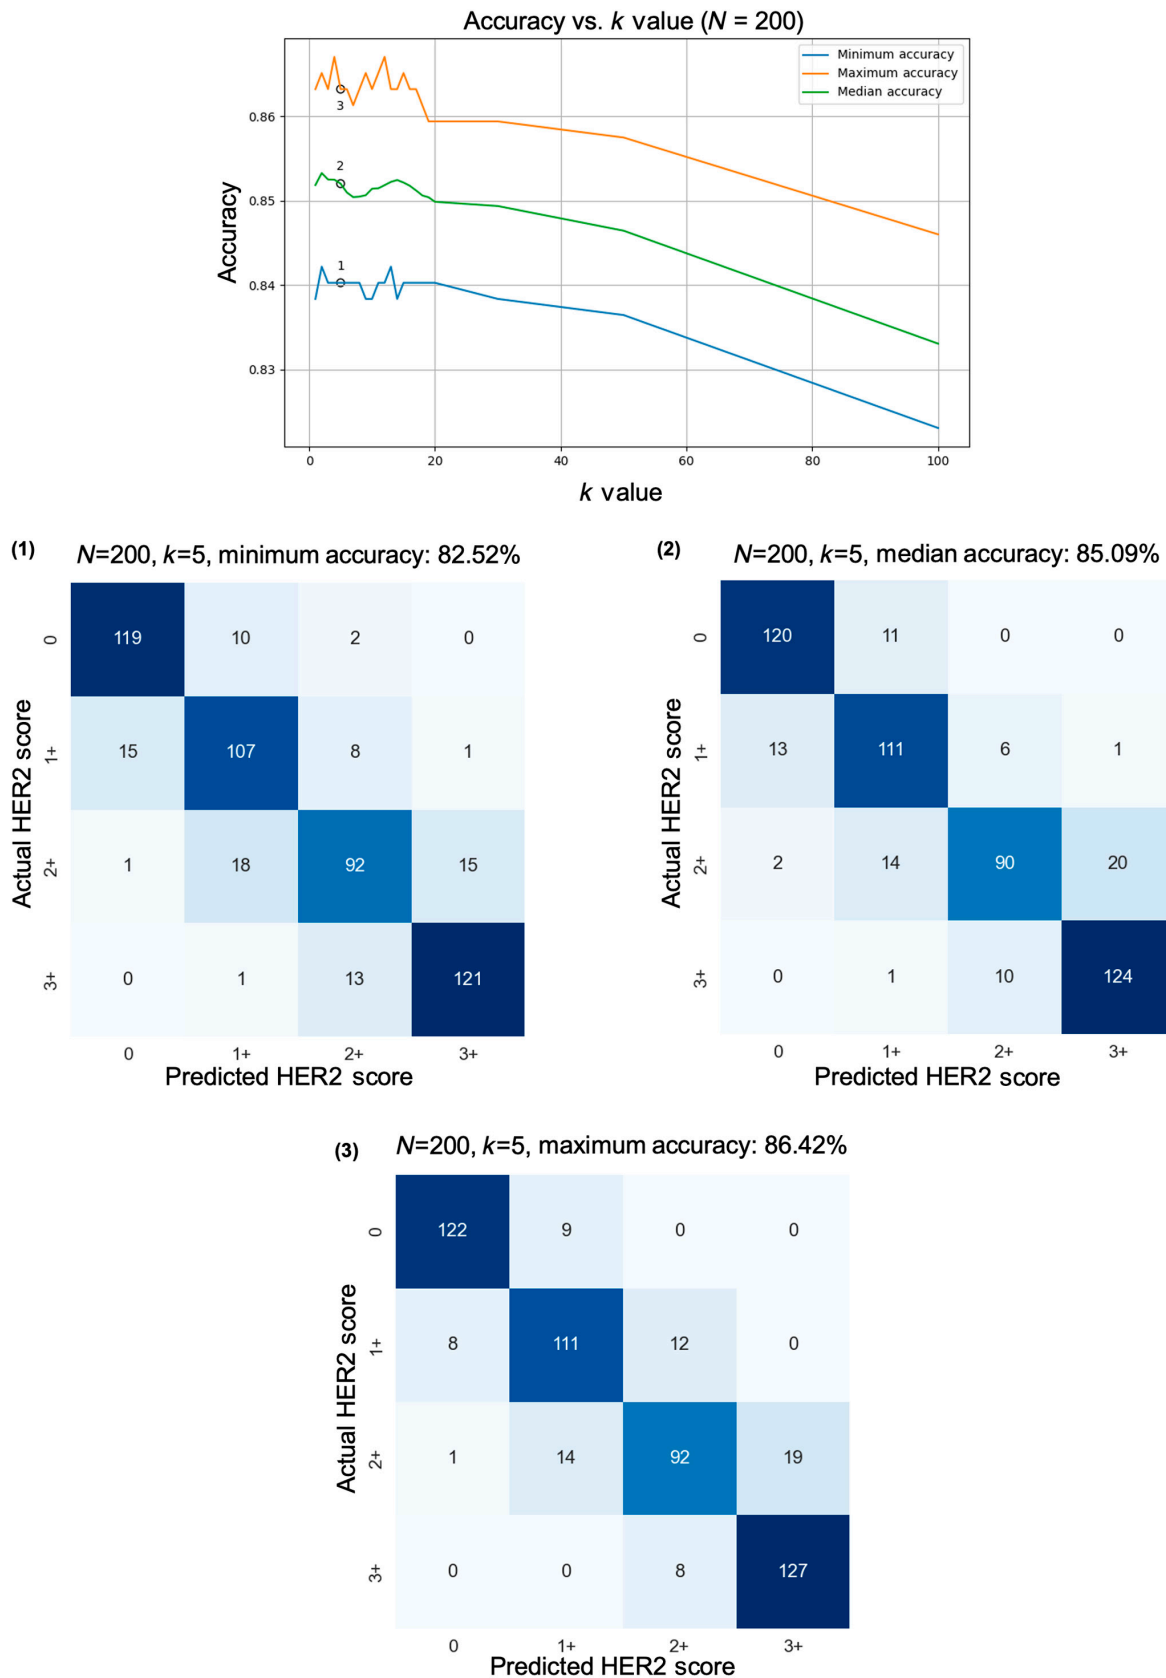 Accuracy vs. k value (N = 200)
Minimum accuracy
Maximum accuracy
Median accuracy
Accuracy
0.86
0.85
0.84
0.83
3
2
1
0 20 40 60 80 100
k value
(1) N=200, k=5, minimum accuracy: 82.52%
Actual HER2 score
0 119 10 2 0
1+ 15 107 8 1
2+ 1 18 92 15
3+ 0 1 13 121
0 1+ 2+ 3+
Predicted HER2 score
(2) N=200, k=5, median accuracy: 85.09%
Actual HER2 score
0 120 11 0 0
1+ 13 111 6 1
2+ 2 14 90 20
3+ 0 1 10 124
0 1+ 2+ 3+
Predicted HER2 score
(3) N=200, k=5, maximum accuracy: 86.42%
Actual HER2 score
0 122 9 0 0
1+ 8 111 12 0
2+ 1 14 92 19
3+ 0 0 8 127
0 1+ 2+ 3+
Predicted HER2 score